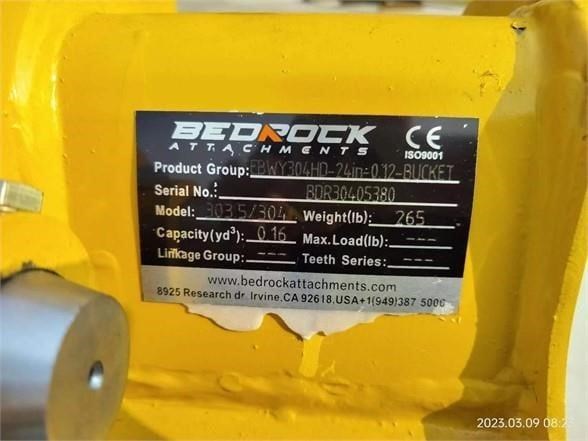 BEDROCK
ATTACHMENTS
CE
ISO9001
Product Group: EBWY304HD-24in-0.12-BUCKET
Serial No.: BDR30405380
Model: 303.5/304 Weight(lb): 265
Capacity(yd³): 0.16 Max.Load(lb): ---
Linkage Group: --- Teeth Series: ---
www.bedrockattachments.com
8925 Research dr. Irvine,CA 92618.USA+1(949)387 5006
2023.03.09 08:23